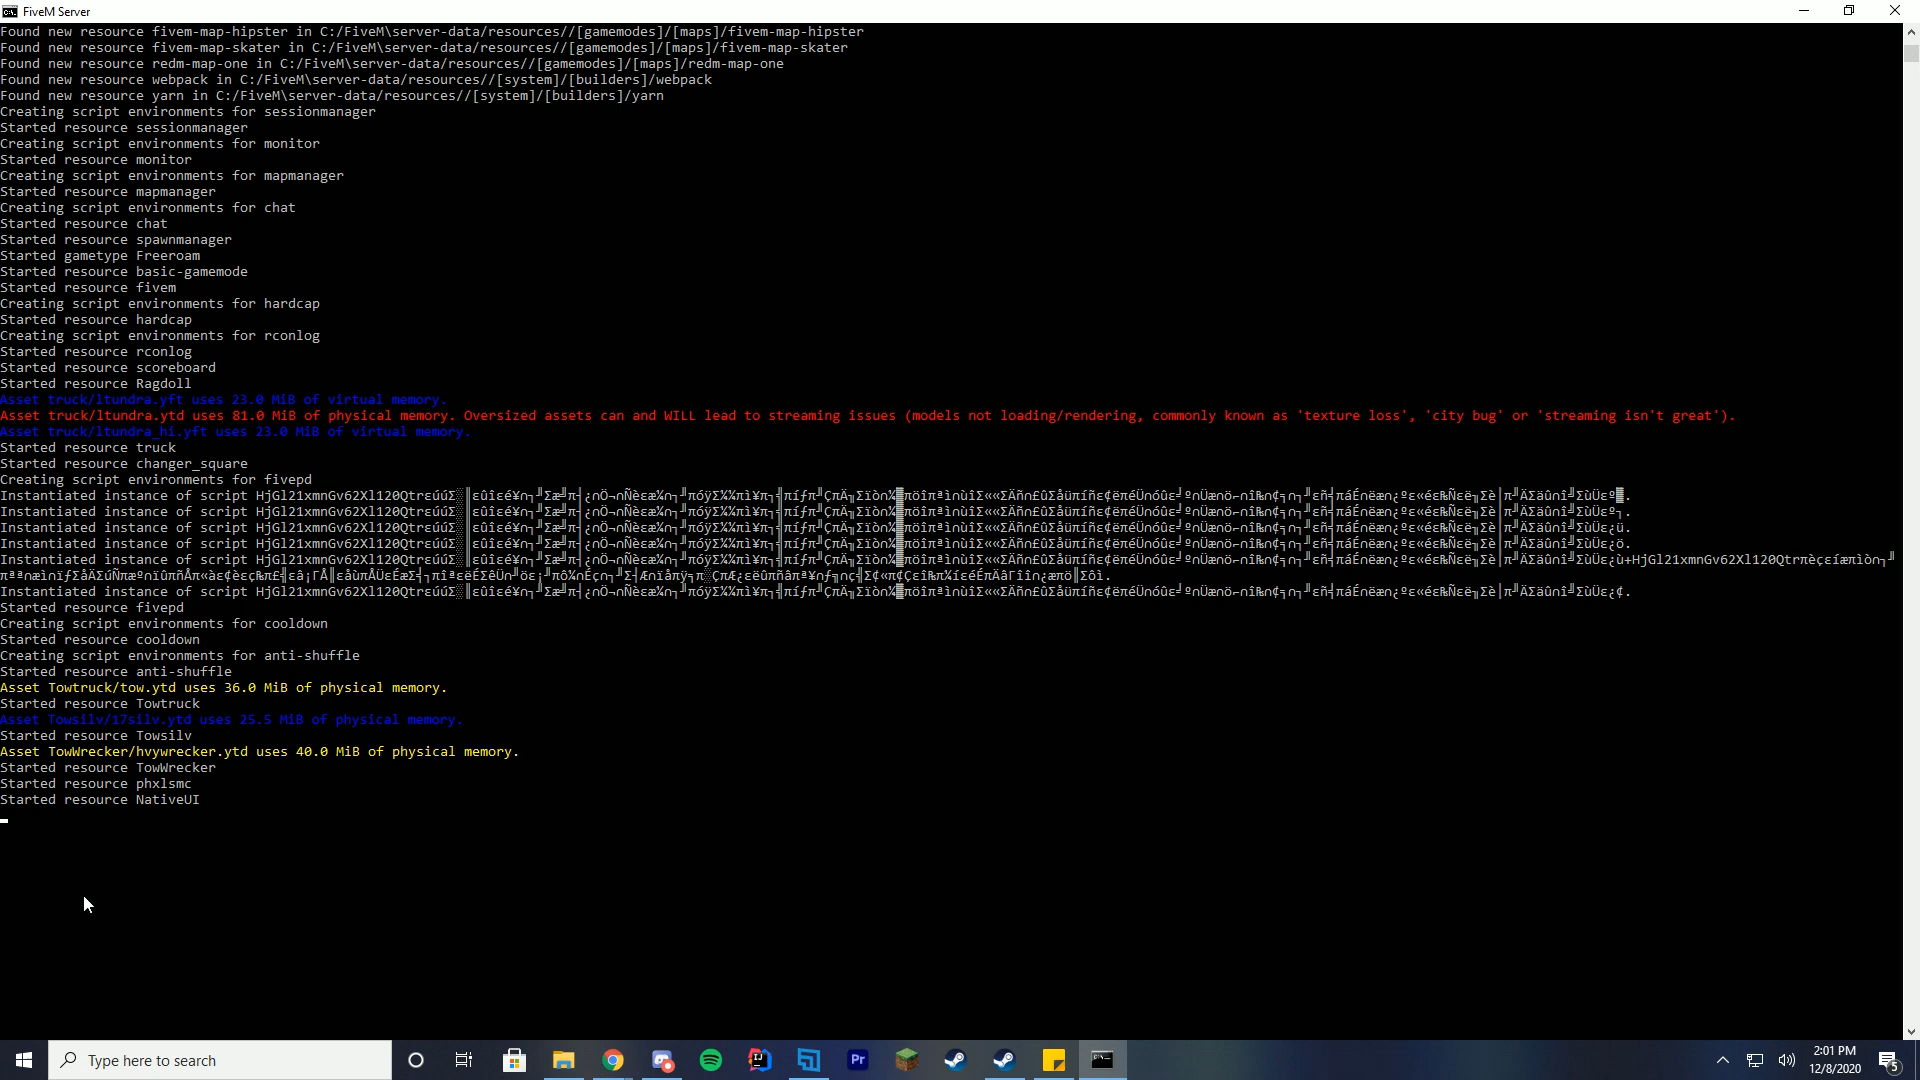 FiveM Server
Found new resource fivem-map-hipster in C:/FiveM\server-data/resources//[gamemodes]/[maps]/fivem-map-hipster
Found new resource fivem-map-skater in C:/FiveM\server-data/resources//[gamemodes]/[maps]/fivem-map-skater
Found new resource redm-map-one in C:/FiveM\server-data/resources//[gamemodes]/[maps]/redm-map-one
Found new resource webpack in C:/FiveM\server-data/resources//[system]/[builders]/webpack
Found new resource yarn in C:/FiveM\server-data/resources//[system]/[builders]/yarn
Creating script environments for sessionmanager
Started resource sessionmanager
Creating script environments for monitor
Started resource monitor
Creating script environments for mapmanager
Started resource mapmanager
Creating script environments for chat
Started resource chat
Started resource spawnmanager
Started gametype Freeroam
Started resource basic-gamemode
Started resource fivem
Creating script environments for hardcap
Started resource hardcap
Creating script environments for rconlog
Started resource rconlog
Started resource scoreboard
Started resource Ragdoll
Asset truck/ltundra.yft uses 23.0 MiB of virtual memory.
Asset truck/ltundra.ytd uses 81.0 MiB of physical memory. Oversized assets can and WILL lead to streaming issues (models not loading/rendering, commonly known as 'texture loss', 'city bug' or 'streaming isn't great').
Asset truck/ltundra_hi.yft uses 23.0 MiB of virtual memory.
Started resource truck
Started resource changer_square
Creating script environments for fivepd
Instantiated instance of script
Instantiated instance of script
Instantiated instance of script
Instantiated instance of script
Instantiated instance of script
Instantiated instance of script
Started resource fivepd
Creating script environments for cooldown
Started resource cooldown
Creating script environments for anti-shuffle
Started resource anti-shuffle
Asset Towtruck/tow.ytd uses 36.0 MiB of physical memory.
Started resource Towtruck
Asset Towsilv/17silv.ytd uses 25.5 MiB of physical memory.
Started resource Towsilv
Asset TowWrecker/hvywrecker.ytd uses 40.0 MiB of physical memory.
Started resource TowWrecker
Started resource phxlsmc
Started resource NativeUI
Type here to search
Pr
2:01 PM
12/8/2020
5